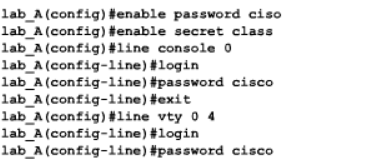 lab_A(config)#enable password ciso
lab_A(config)#enable secret class
lab_A(config)#line console 0
lab_A(config-line)#login
lab_A(config-line)#password cisco
lab_A(config-line)#exit
lab_A(config)#line vty 0 4
lab_A(config-line)#login
lab_A(config-line)#password cisco